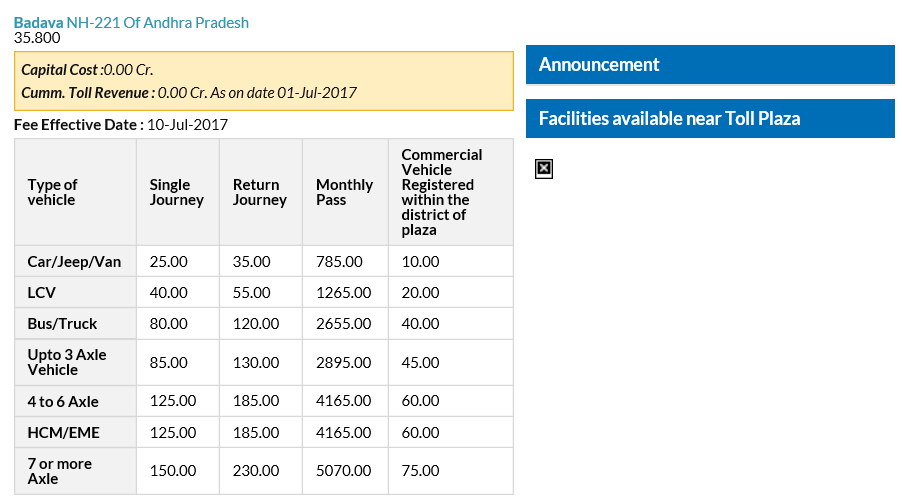 Badava NH-221 Of Andhra Pradesh
35.800
Capital Cost :0.00 Cr.
Cumm. Toll Revenue : 0.00 Cr. As on date 01-Jul-2017
Fee Effective Date : 10-Jul-2017
Type of vehicle Single Journey Return Journey Monthly Pass Commercial Vehicle Registered within the district of plaza
Car/Jeep/Van 25.00 35.00 785.00 10.00
LCV 40.00 55.00 1265.00 20.00
Bus/Truck 80.00 120.00 2655.00 40.00
Upto 3 Axle Vehicle 85.00 130.00 2895.00 45.00
4 to 6 Axle 125.00 185.00 4165.00 60.00
HCM/EME 125.00 185.00 4165.00 60.00
7 or more Axle 150.00 230.00 5070.00 75.00
Announcement
Facilities available near Toll Plaza